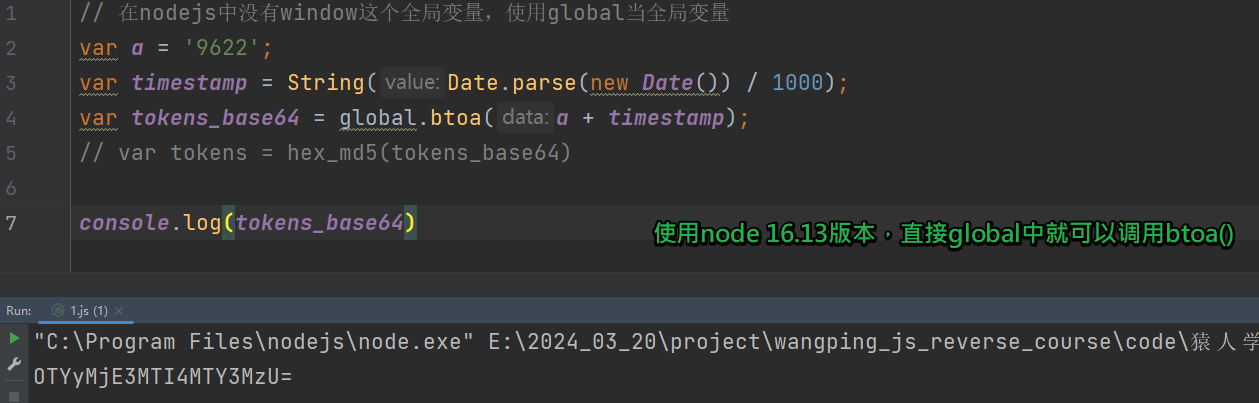 1 // 在nodejs中没有window这个全局变量，使用global当全局变量
2 var a = '9622';
3 var timestamp = String( value: Date.parse(new Date()) / 1000);
4 var tokens_base64 = global.btoa( data: a + timestamp);
5 // var tokens = hex_md5(tokens_base64)
6
7 console.log(tokens_base64)
使用node 16.13版本，直接global中就可以调用btoa()
Run: 1.js (1) ×
"C:\Program Files\nodejs\node.exe" E:\2024_03_20\project\wangping_js_reverse_course\code\猿人学
OTYyMjE3MTI4MTY3MzU=